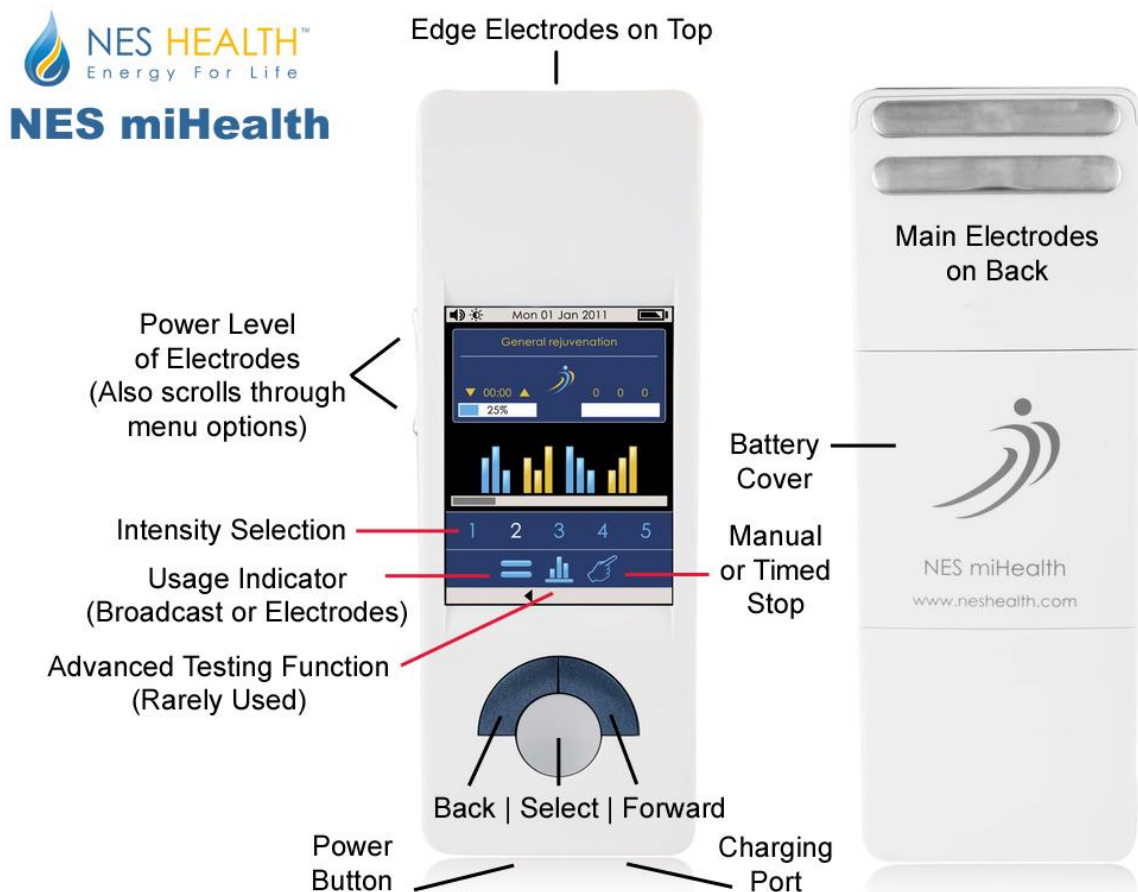 NES HEALTH™
Energy For Life
NES miHealth
Edge Electrodes on Top
Main Electrodes
on Back
Power Level
of Electrodes
(Also scrolls through
menu options)
Mon 01 Jan 2011
General rejuvenation
▼ 00:00 ▲ 0 0 0
25%
Battery
Cover
Intensity Selection
1 2 3 4 5
Manual
or Timed
Stop
Usage Indicator
(Broadcast or Electrodes)
Advanced Testing Function
(Rarely Used)
NES miHealth
www.neshealth.com
Back | Select | Forward
Power
Button
Charging
Port